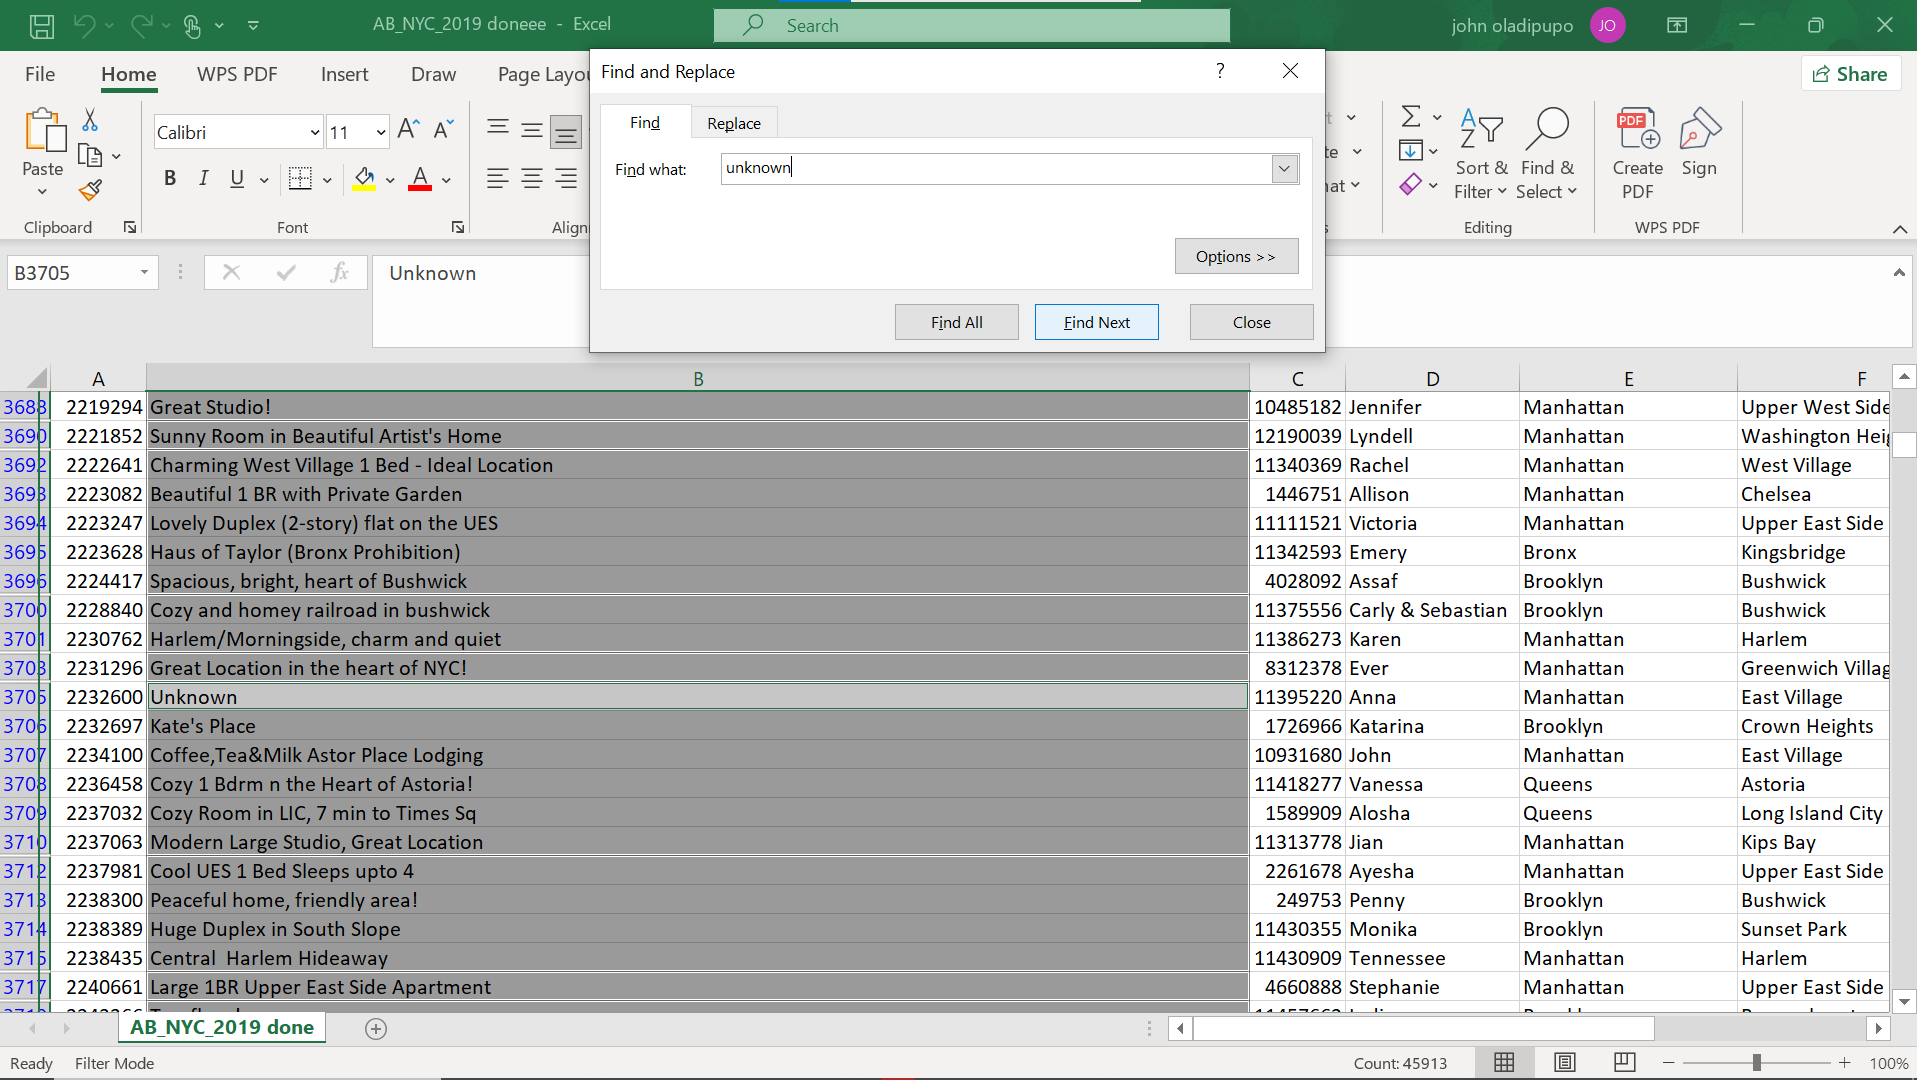 AB_NYC_2019 doneee - Excel
Search
john oladipupo
JO
File Home WPS PDF Insert Draw Page Layou
Share
Find and Replace
?
Find
Replace
Find what: unknown
Options >>
Find All
Find Next
Close
Paste
Calibri
11
A A
B I U
A
Clipboard
Font
Align
Sort & Filter
Find & Select
Create PDF
Sign
Editing
WPS PDF
B3705
fx
Unknown
A B C D E F
3688 2219294 Great Studio! 10485182 Jennifer Manhattan Upper West Side
3690 2221852 Sunny Room in Beautiful Artist's Home 12190039 Lyndell Manhattan Washington Heig
3692 2222641 Charming West Village 1 Bed - Ideal Location 11340369 Rachel Manhattan West Village
3693 2223082 Beautiful 1 BR with Private Garden 1446751 Allison Manhattan Chelsea
3694 2223247 Lovely Duplex (2-story) flat on the UES 11111521 Victoria Manhattan Upper East Side
3695 2223628 Haus of Taylor (Bronx Prohibition) 11342593 Emery Bronx Kingsbridge
3696 2224417 Spacious, bright, heart of Bushwick 4028092 Assaf Brooklyn Bushwick
3700 2228840 Cozy and homey railroad in bushwick 11375556 Carly & Sebastian Brooklyn Bushwick
3701 2230762 Harlem/Morningside, charm and quiet 11386273 Karen Manhattan Harlem
3703 2231296 Great Location in the heart of NYC! 8312378 Ever Manhattan Greenwich Villag
3705 2232600 Unknown 11395220 Anna Manhattan East Village
3706 2232697 Kate's Place 1726966 Katarina Brooklyn Crown Heights
3707 2234100 Coffee,Tea&Milk Astor Place Lodging 10931680 John Manhattan East Village
3708 2236458 Cozy 1 Bdrm n the Heart of Astoria! 11418277 Vanessa Queens Astoria
3709 2237032 Cozy Room in LIC, 7 min to Times Sq 1589909 Alosha Queens Long Island City
3710 2237063 Modern Large Studio, Great Location 11313778 Jian Manhattan Kips Bay
3712 2237981 Cool UES 1 Bed Sleeps upto 4 2261678 Ayesha Manhattan Upper East Side
3713 2238300 Peaceful home, friendly area! 249753 Penny Brooklyn Bushwick
3714 2238389 Huge Duplex in South Slope 11430355 Monika Brooklyn Sunset Park
3715 2238435 Central  Harlem Hideaway 11430909 Tennessee Manhattan Harlem
3717 2240661 Large 1BR Upper East Side Apartment 4660888 Stephanie Manhattan Upper East Side
AB_NYC_2019 done
Ready Filter Mode
Count: 45913
100%